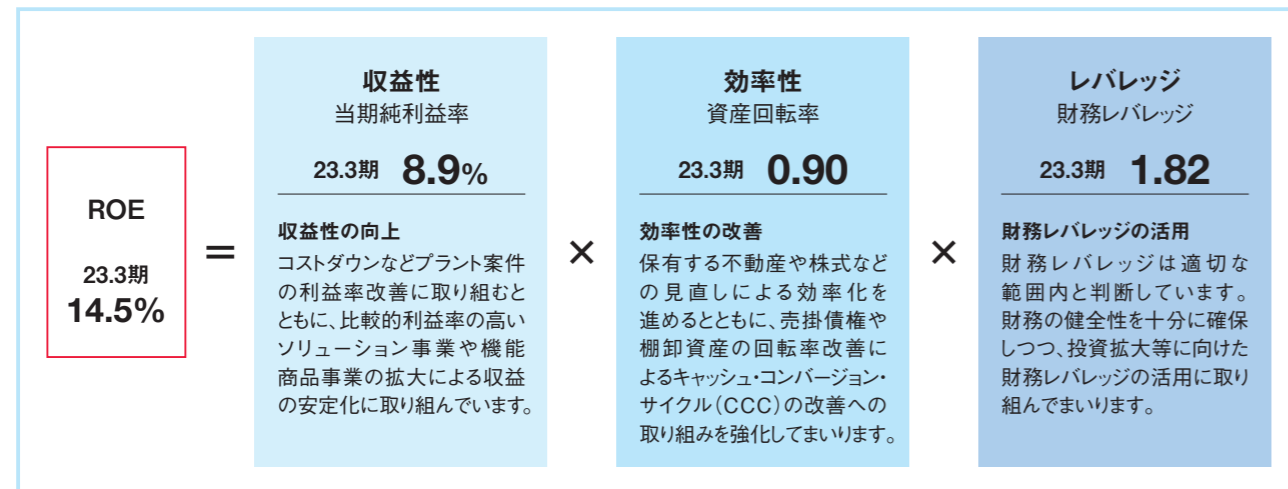 ROE
23.3期
14.5%
=
収益性
当期純利益率
23.3期 8.9%
収益性の向上
コストダウンなどプラント案件
の利益率改善に取り組むと
ともに、比較的利益率の高い
ソリューション事業や機能
商品事業の拡大による収益
の安定化に取り組んでいます。
×
効率性
資産回転率
23.3期 0.90
効率性の改善
保有する不動産や株式など
の見直しによる効率化を
進めるとともに、売掛債権や
棚卸資産の回転率改善に
よるキャッシュ・コンバージョン・
サイクル(CCC)の改善への
取り組みを強化してまいります。
×
レバレッジ
財務レバレッジ
23.3期 1.82
財務レバレッジの活用
財務レバレッジは適切な
範囲内と判断しています。
財務の健全性を十分に確保
しつつ、投資拡大等に向けた
財務レバレッジの活用に取り
組んでまいります。